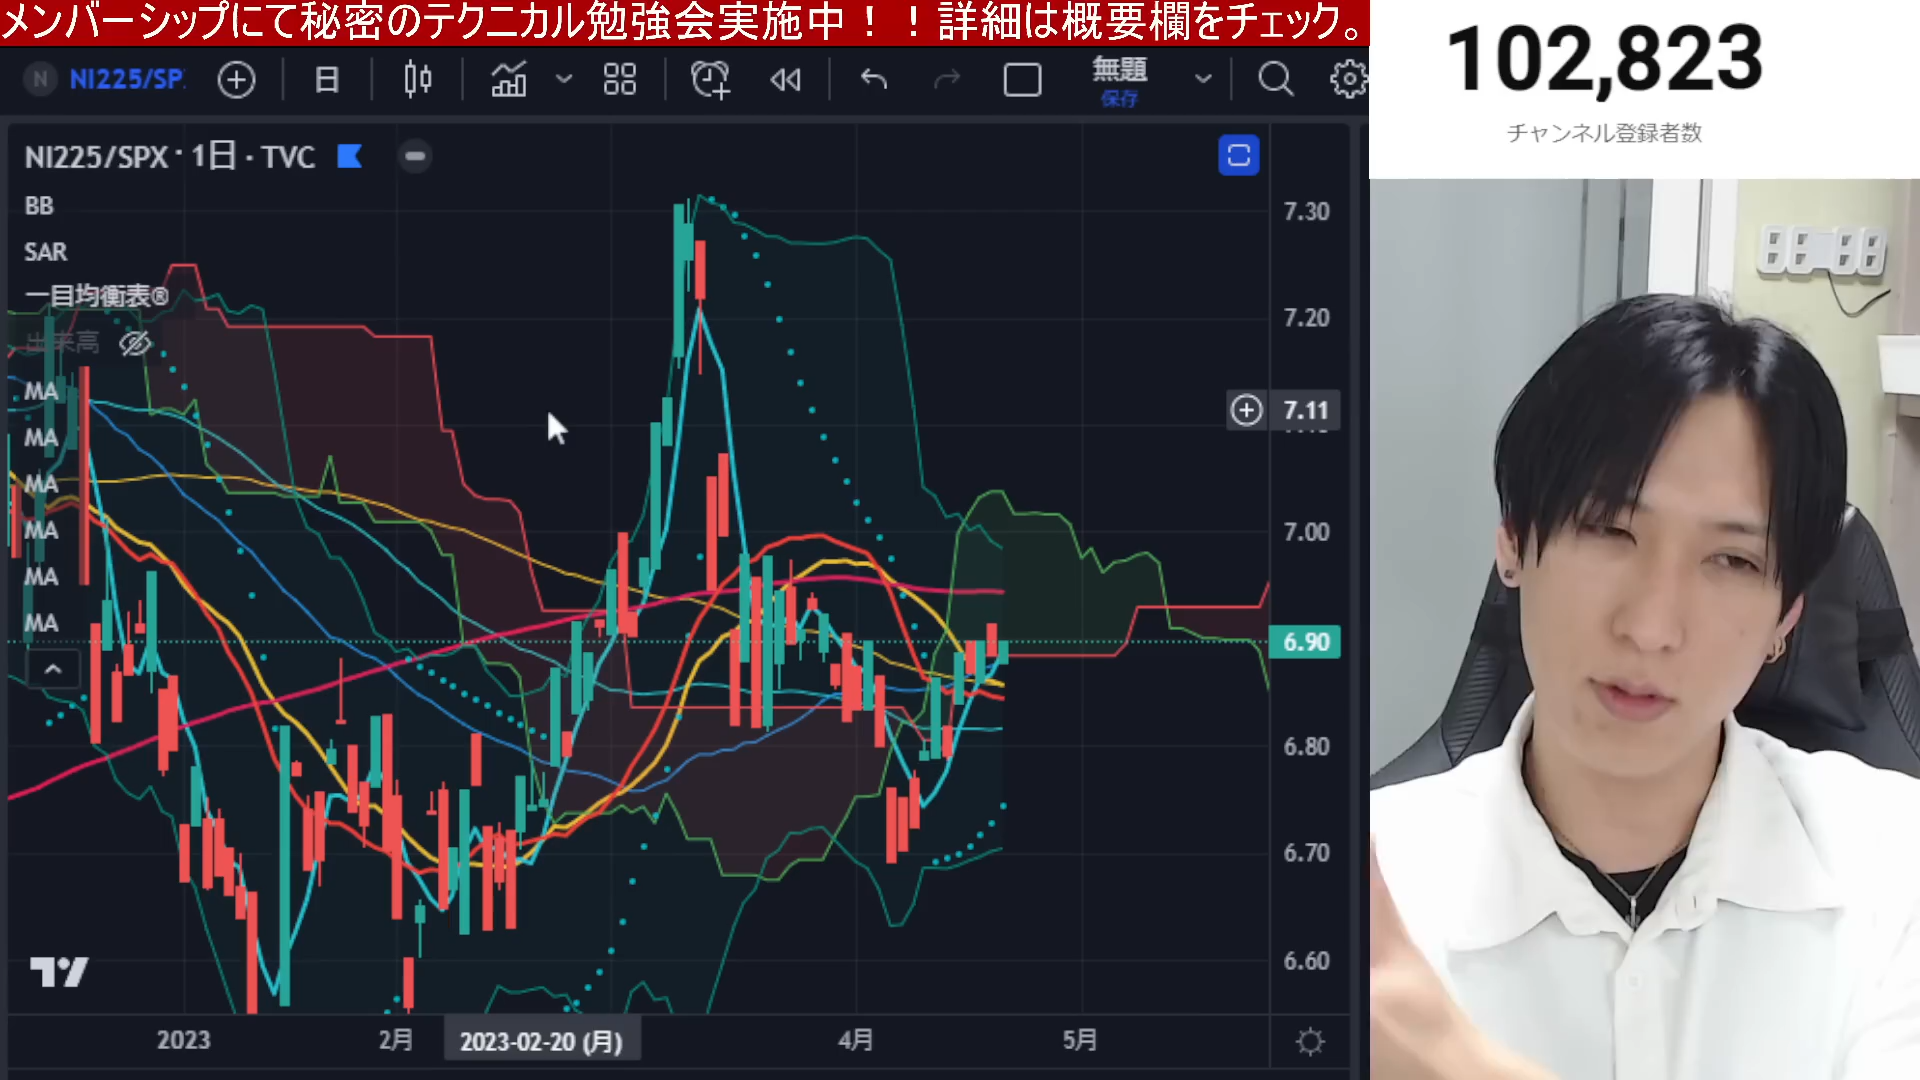 メンバーシップにて秘密のテクニカル勉強会実施中！！詳細は概要欄をチェック。
102,823
チャンネル登録者数
N NI225/SP
日
無題
保存
NI225/SPX · 1日 · TVC
BB
SAR
一目均衡表®
出来高
MA
MA
MA
MA
MA
MA
7.30
7.20
7.11
7.00
6.90
6.80
6.70
6.60
2023
2月
2023-02-20 (月)
4月
5月